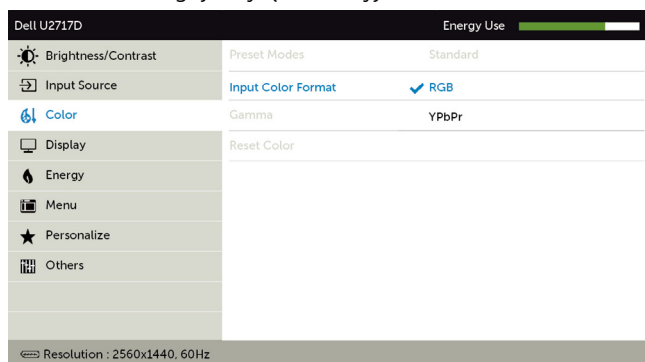 Dell U2717D Energy Use
Brightness/Contrast Preset Modes Standard
Input Source Input Color Format RGB
Color Gamma YPbPr
Display Reset Color
Energy
Menu
Personalize
Others
Resolution : 2560x1440, 60Hz